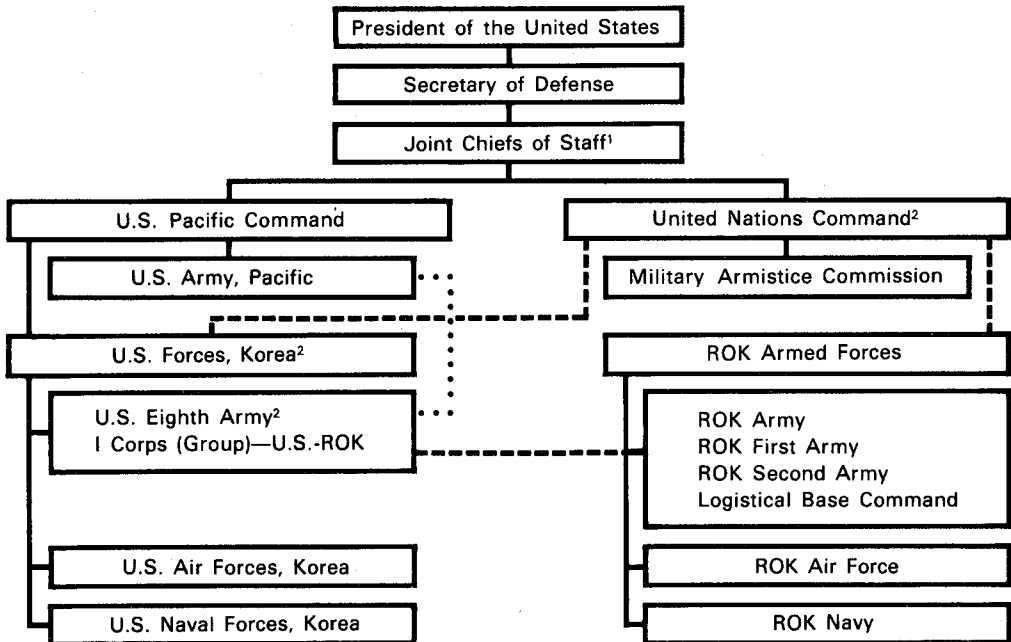 President of the United States
Secretary of Defense
Joint Chiefs of Staff¹
U.S. Pacific Command
United Nations Command²
U.S. Army, Pacific
Military Armistice Commission
U.S. Forces, Korea²
ROK Armed Forces
U.S. Eighth Army²
I Corps (Group)—U.S.-ROK
ROK Army
ROK First Army
ROK Second Army
Logistical Base Command
U.S. Air Forces, Korea
ROK Air Force
U.S. Naval Forces, Korea
ROK Navy